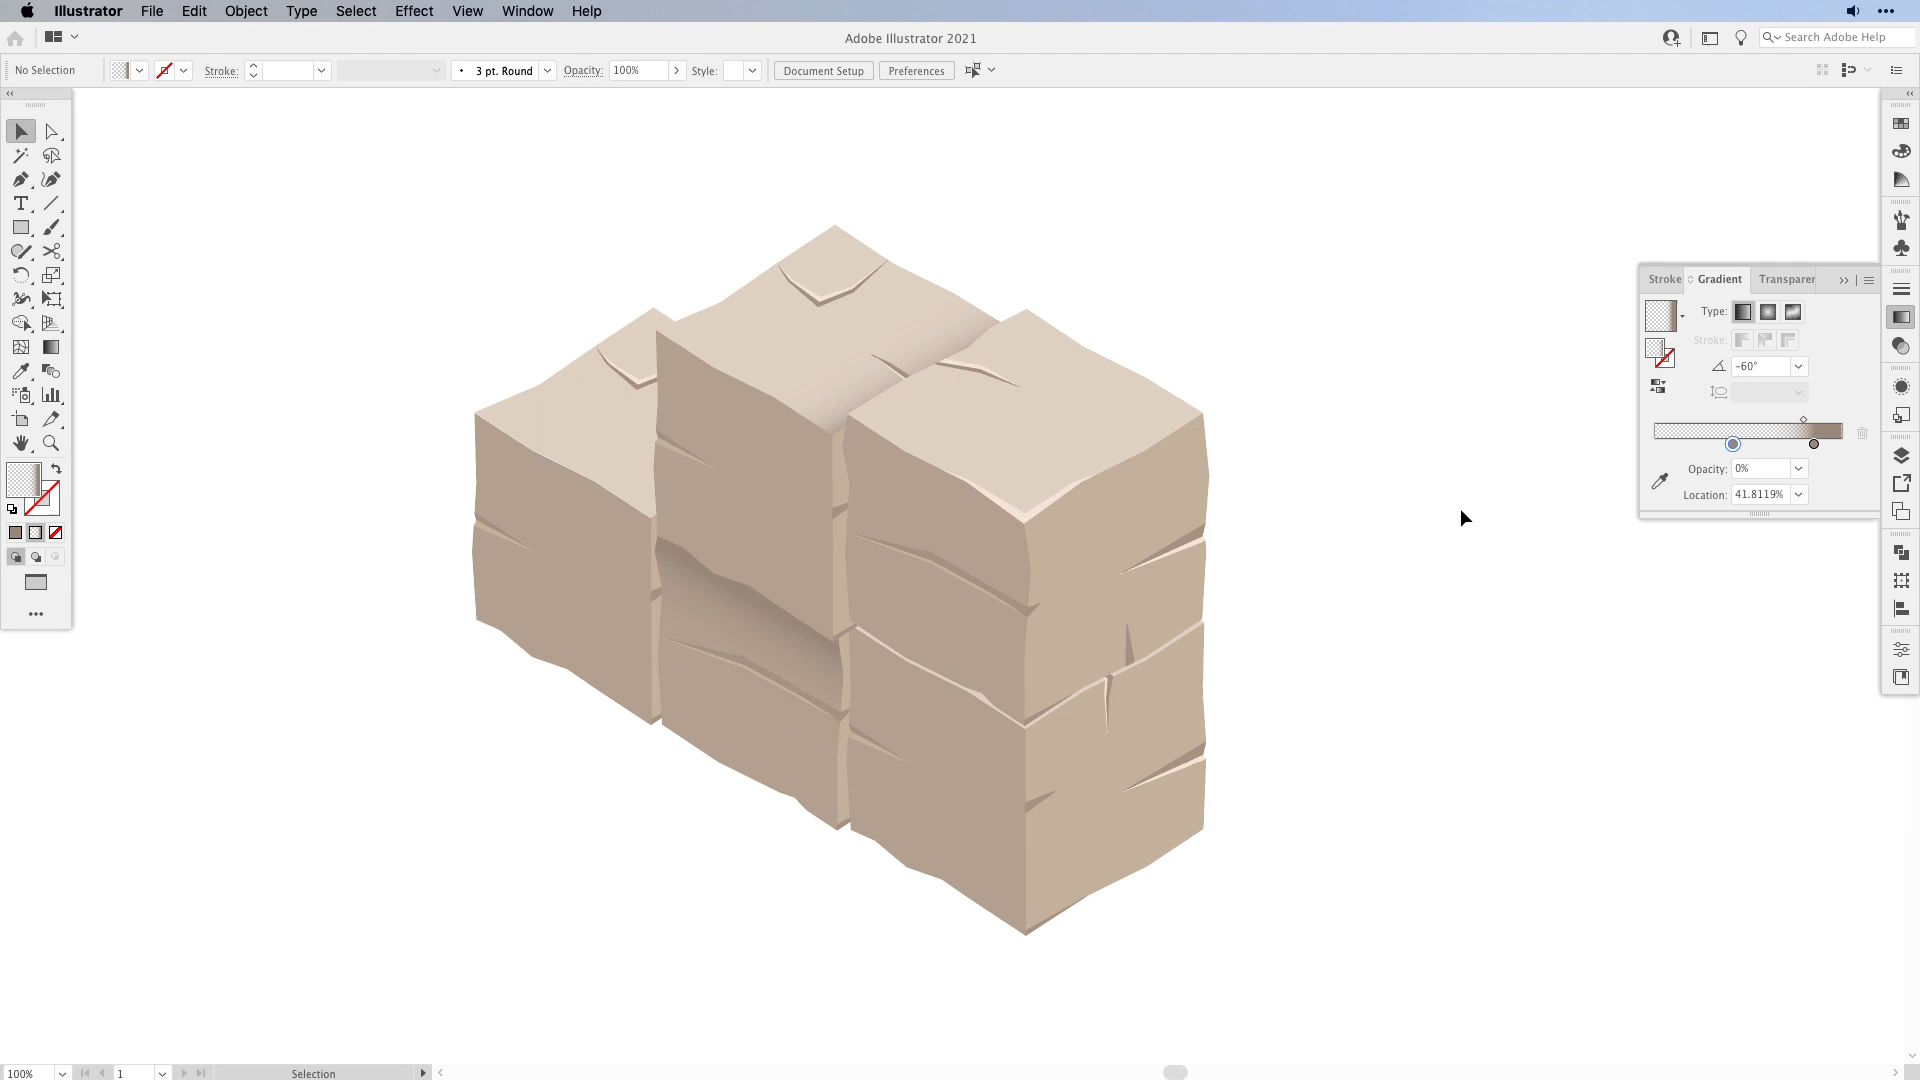 Illustrator File Edit Object Type Select Effect View Window Help
Adobe Illustrator 2021
Search Adobe Help
No Selection
Stroke:
3 pt. Round
Opacity: 100%
Style:
Document Setup
Preferences
Stroke
Gradient
Transparer
Type:
Stroke:
-60°
Opacity: 0%
Location: 41.8119%
100%
1
Selection